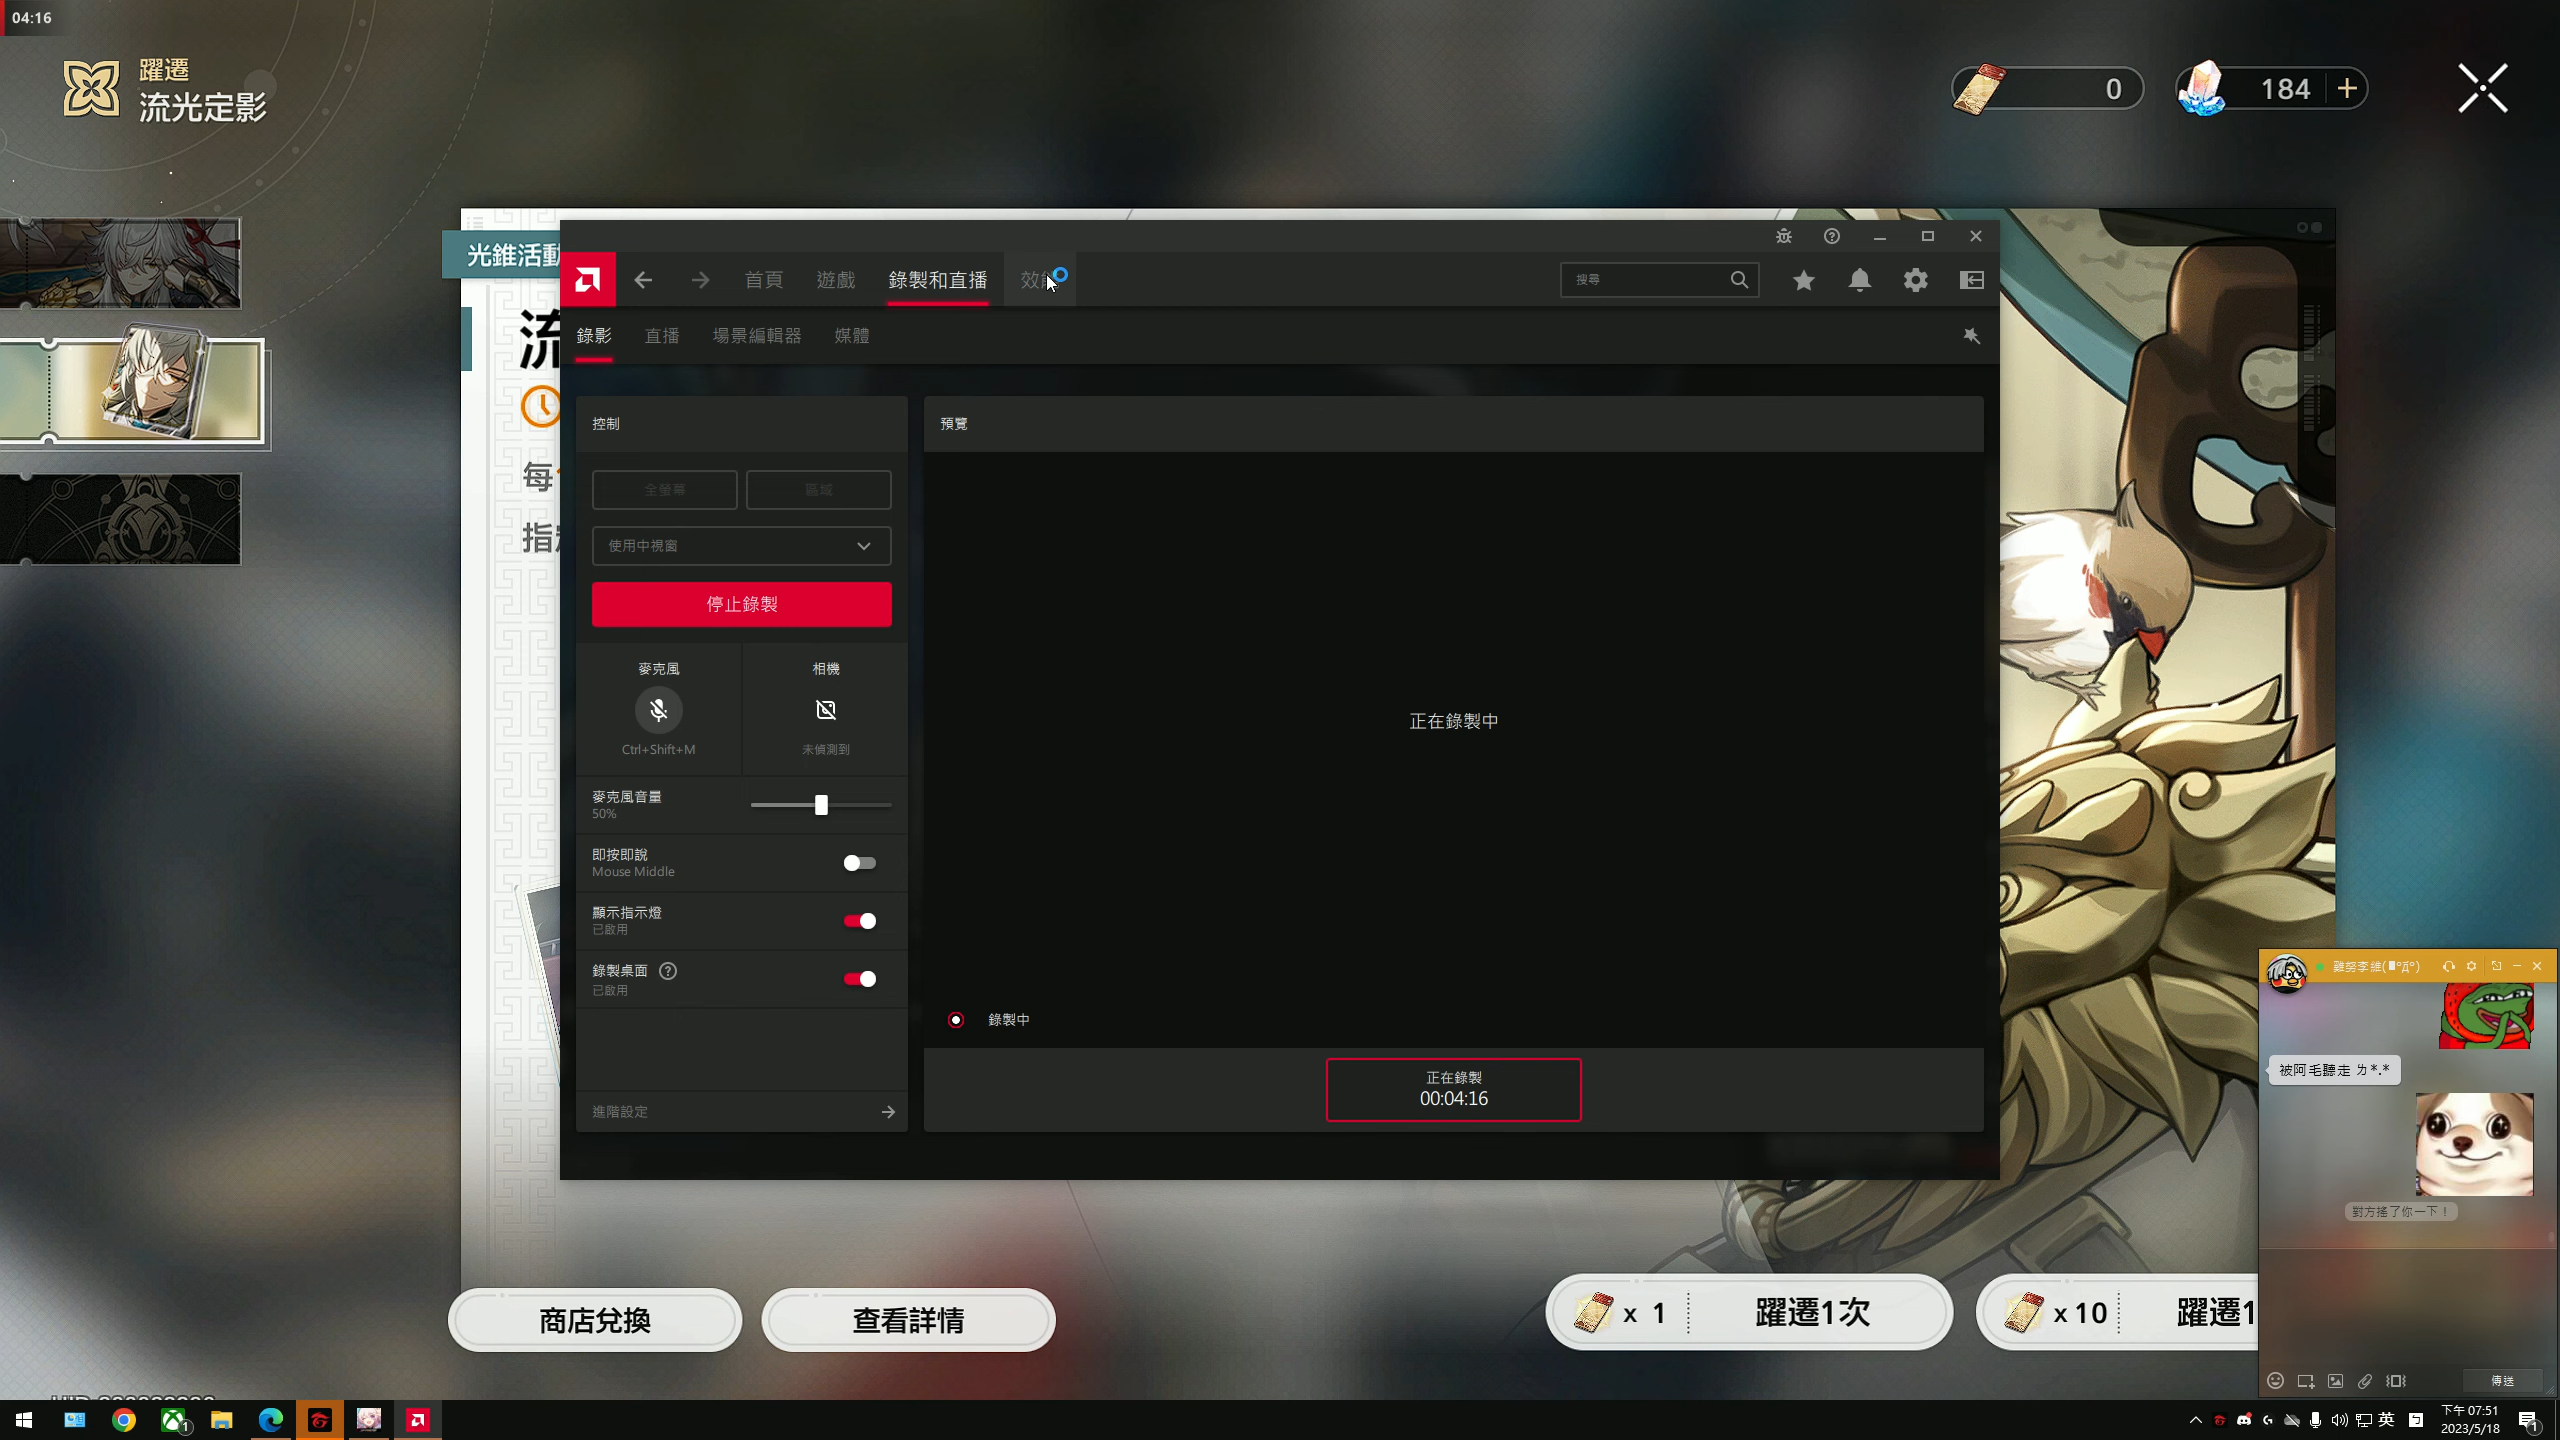 04:16
躍遷
流光定影
0
184
光錐活動
首頁
遊戲
錄製和直播
搜尋
錄影
直播
場景編輯器
媒體
流
每
控制
預覽
全螢幕
區域
使用中視窗
停止錄製
麥克風
相機
Ctrl+Shift+M
未偵測到
正在錄製中
麥克風音量
50%
即按即說
Mouse Middle
顯示指示燈
已啟用
錄製桌面
已啟用
錄製中
正在錄製
00:04:16
進階設定
被阿毛聽走 ㄌ*.*
對方搖了你一下！
傳送
商店兌換
查看詳情
x 1
躍遷1次
x 10
躍遷1
英
下午 07:51
2023/5/18